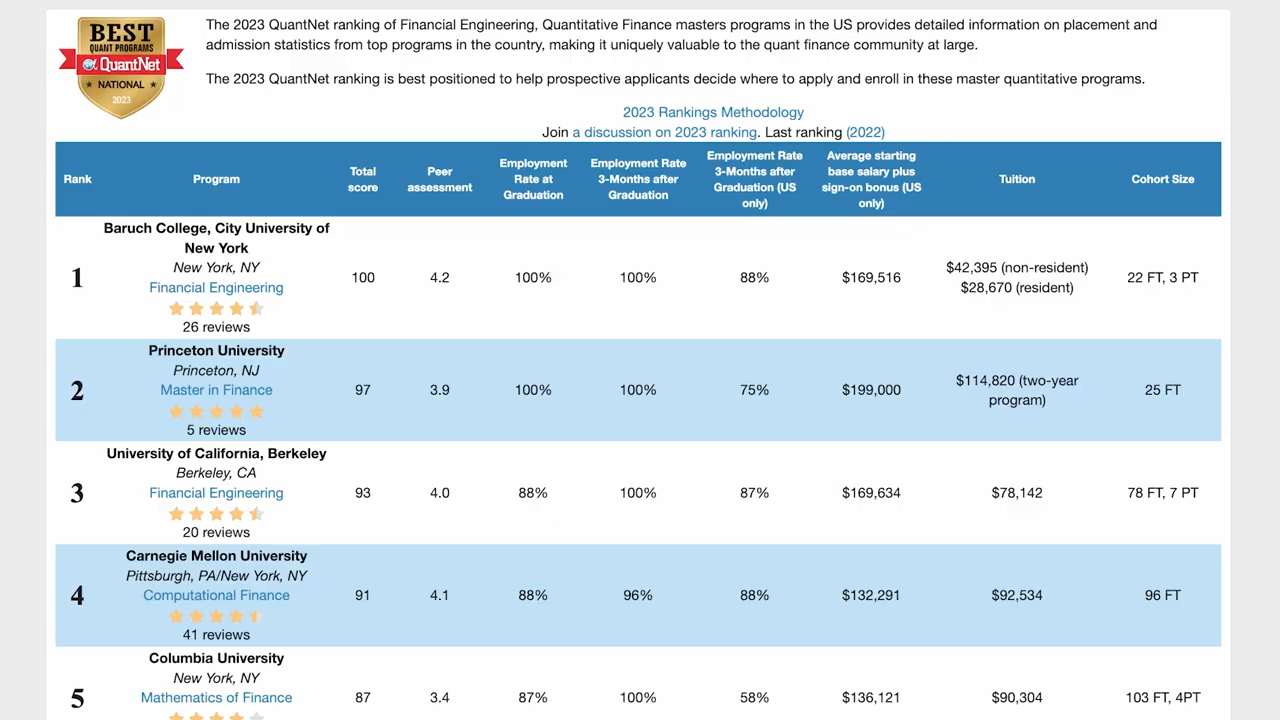 BEST
QUANT PROGRAMS
QuantNet
NATIONAL
2023
The 2023 QuantNet ranking of Financial Engineering, Quantitative Finance masters programs in the US provides detailed information on placement and
admission statistics from top programs in the country, making it uniquely valuable to the quant finance community at large.
The 2023 QuantNet ranking is best positioned to help prospective applicants decide where to apply and enroll in these master quantitative programs.
2023 Rankings Methodology
Join a discussion on 2023 ranking. Last ranking (2022)
Rank
Program
Total
score
Peer
assessment
Employment
Rate at
Graduation
Employment Rate
3-Months after
Graduation
Employment Rate
3-Months after
Graduation (US
only)
Average starting
base salary plus
sign-on bonus (US
only)
Tuition
Cohort Size
1
Baruch College, City University of
New York
New York, NY
Financial Engineering
26 reviews
100
4.2
100%
100%
88%
$169,516
$42,395 (non-resident)
$28,670 (resident)
22 FT, 3 PT
2
Princeton University
Princeton, NJ
Master in Finance
5 reviews
97
3.9
100%
100%
75%
$199,000
$114,820 (two-year
program)
25 FT
3
University of California, Berkeley
Berkeley, CA
Financial Engineering
20 reviews
93
4.0
88%
100%
87%
$169,634
$78,142
78 FT, 7 PT
4
Carnegie Mellon University
Pittsburgh, PA/New York, NY
Computational Finance
41 reviews
91
4.1
88%
96%
88%
$132,291
$92,534
96 FT
5
Columbia University
New York, NY
Mathematics of Finance
87
3.4
87%
100%
58%
$136,121
$90,304
103 FT, 4PT